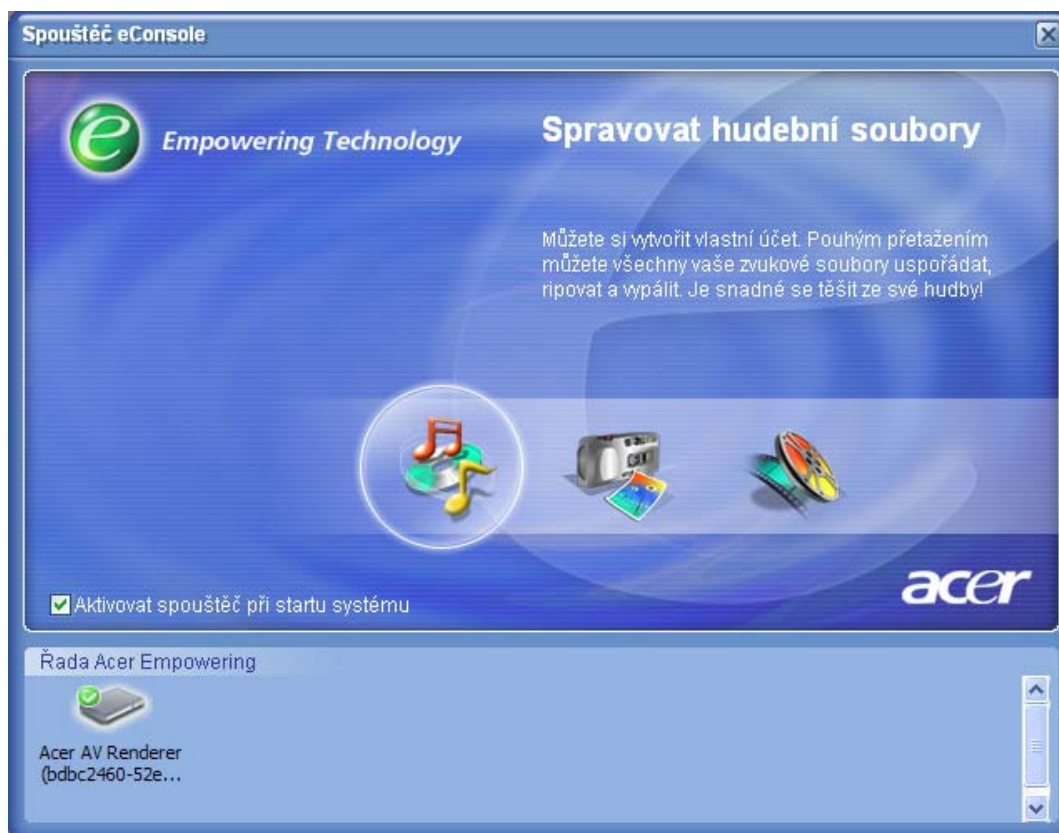 Spouštěč eConsole
e Empowering Technology
Spravovat hudební soubory
Můžete si vytvořit vlastní účet. Pouhým přetažením
můžete všechny vaše zvukové soubory uspořádat,
ripovat a vypálit. Je snadné se těšit ze své hudby!
acer
Aktivovat spouštěč při startu systému
Řada Acer Empowering
Acer AV Renderer
(bdbc2460-52e...